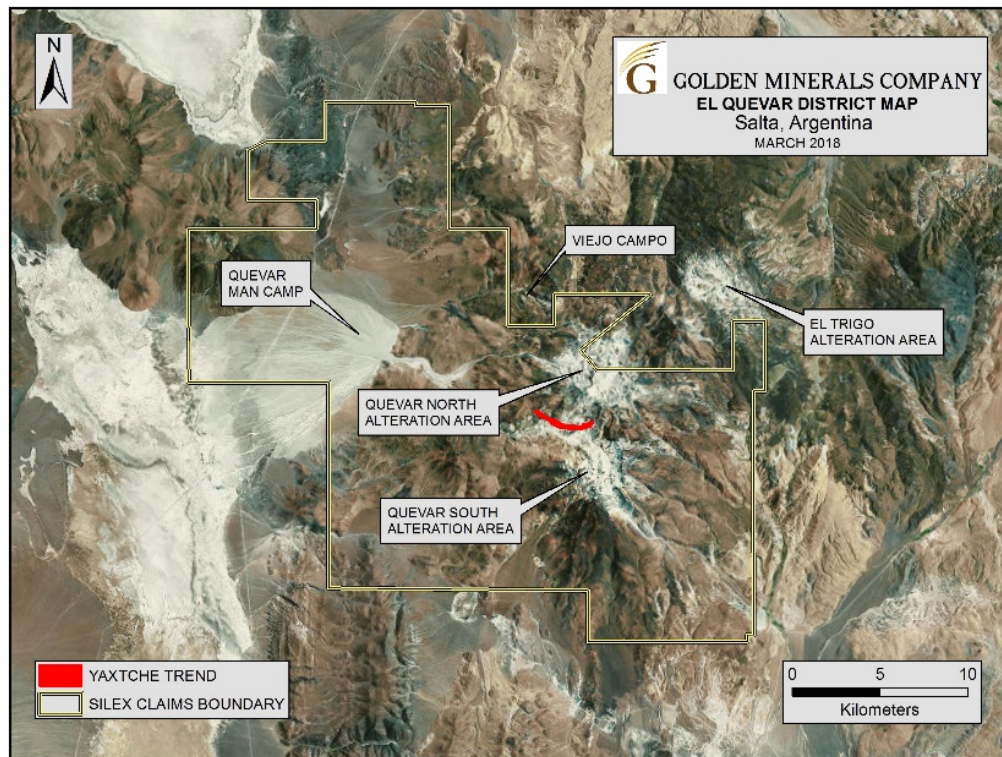 N
G GOLDEN MINERALS COMPANY
EL QUEVAR DISTRICT MAP
Salta, Argentina
MARCH 2018
VIEJO CAMPO
QUEVAR
MAN CAMP
EL TRIGO
ALTERATION AREA
QUEVAR NORTH
ALTERATION AREA
QUEVAR SOUTH
ALTERATION AREA
YAXTCHE TREND
SILEX CLAIMS BOUNDARY
0 5 10
Kilometers